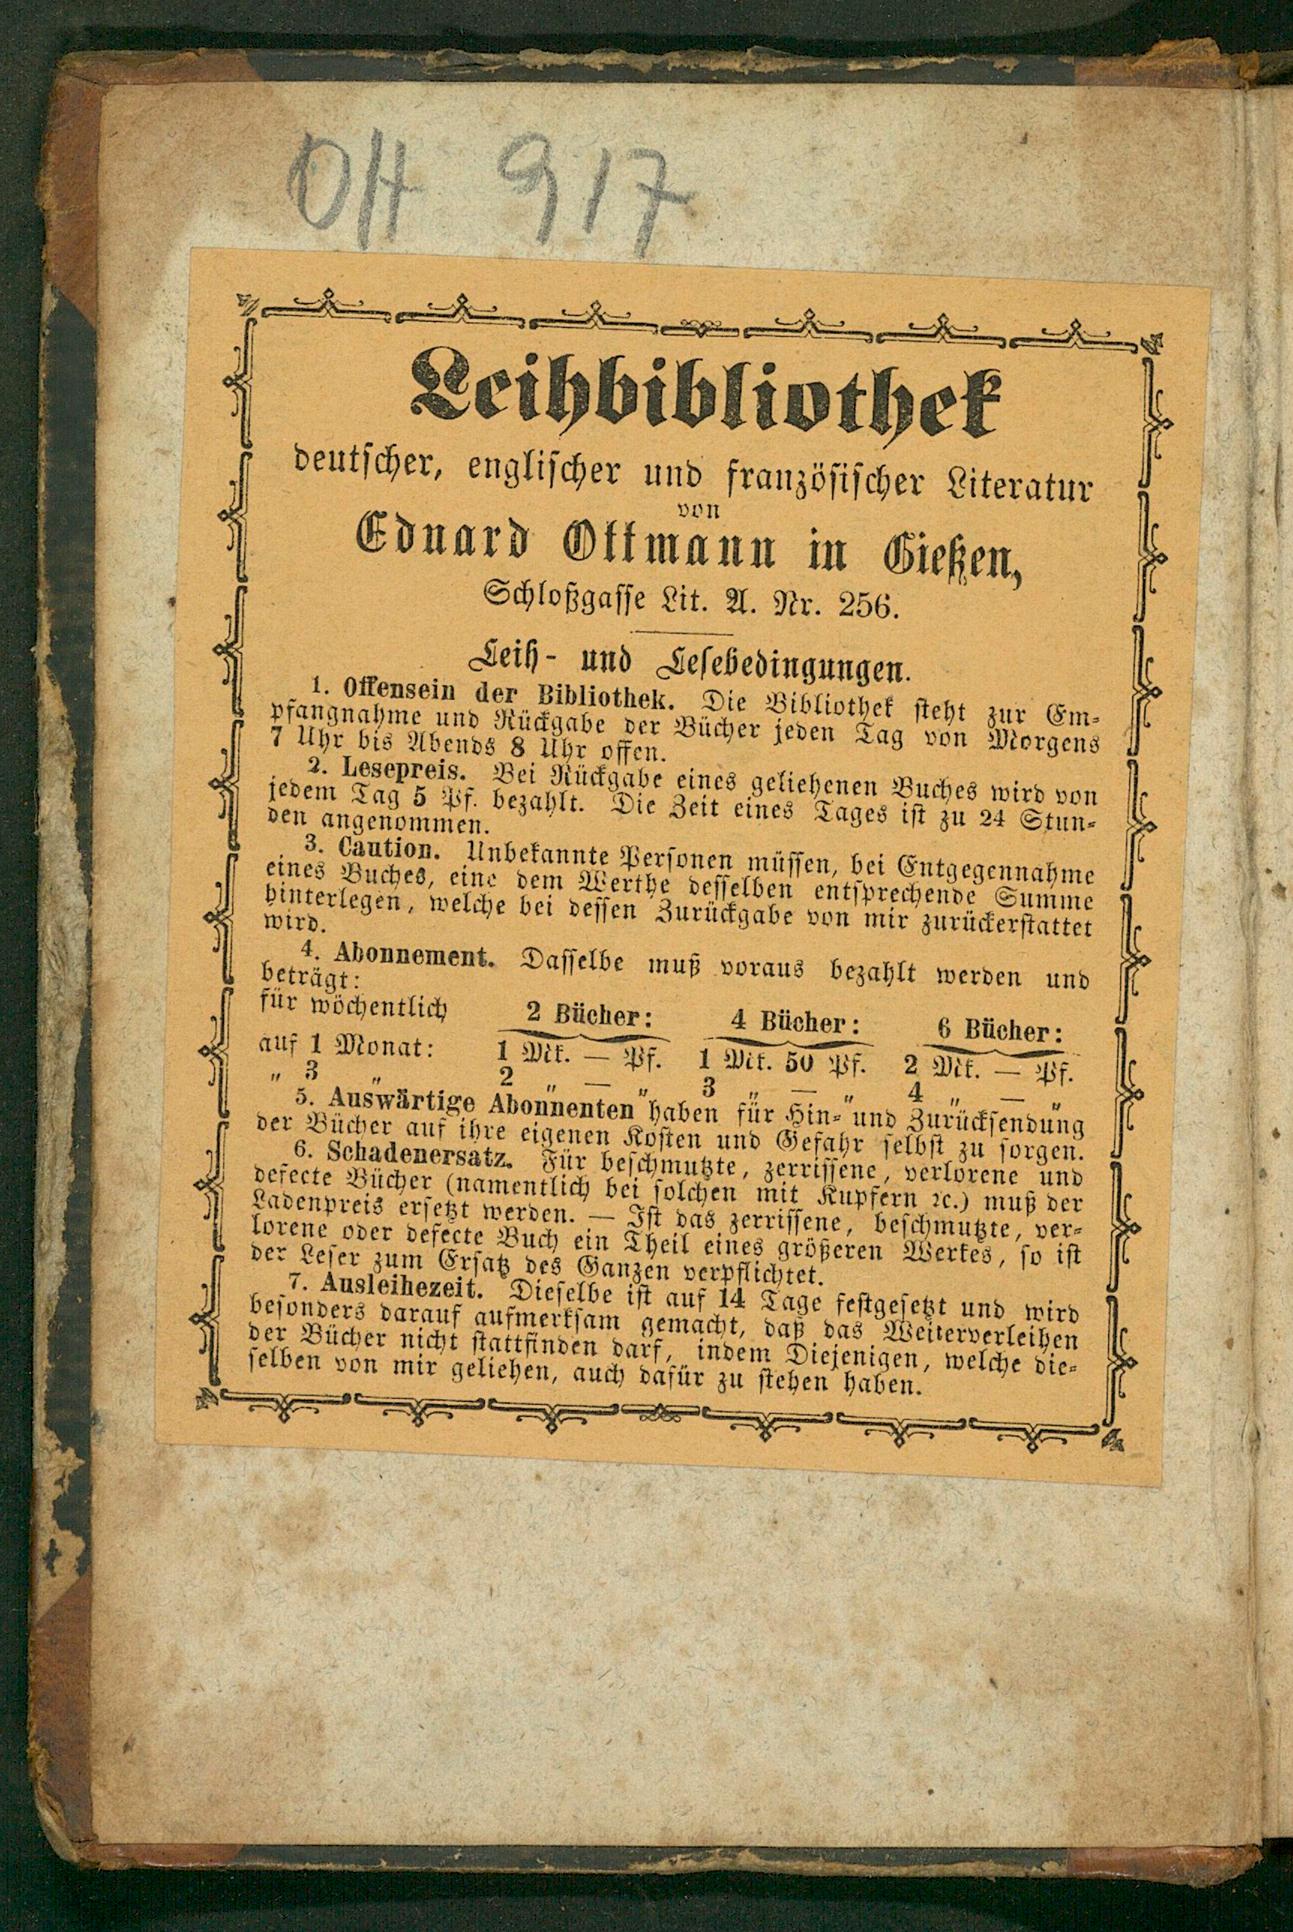 OH 917
Leihbibliothek
deutscher, englischer und französischer Literatur
von
Eduard Ottmann in Gießen,
Schloßgasse Lit. A. Nr. 256.
Leih- und Lesebedingungen.
1. Offensein der Bibliothek. Die Bibliothek steht zur Em-
pfangnahme und Rückgabe der Bücher jeden Tag von Morgens
7 Uhr bis Abends 8 Uhr offen.
2. Lesepreis. Bei Rückgabe eines geliehenen Buches wird von
jedem Tag 5 Pf. bezahlt. Die Zeit eines Tages ist zu 24 Stun-
den angenommen.
3. Caution. Unbekannte Personen müssen, bei Entgegennahme
eines Buches, eine dem Werthe desselben entsprechende Summe
hinterlegen, welche bei dessen Zurückgabe von mir zurückerstattet
wird.
4. Abonnement. Dasselbe muß voraus bezahlt werden und
beträgt:
für wöchentlich 2 Bücher: 4 Bücher: 6 Bücher:
auf 1 Monat: 1 Mk. — Pf. 1 Mk. 50 Pf. 2 Mk. — Pf.
„ 3 „ 2 „ — „ 3 „ — „ 4 „ — „
5. Auswärtige Abonnenten haben für Hin- und Zurücksendung
der Bücher auf ihre eigenen Kosten und Gefahr selbst zu sorgen.
6. Schadenersatz. Für beschmutzte, zerrissene, verlorene und
defecte Bücher (namentlich bei solchen mit Kupfern ꝛc.) muß der
Ladenpreis ersetzt werden. — Ist das zerrissene, beschmutzte, ver-
lorene oder defecte Buch ein Theil eines größeren Werkes, so ist
der Leser zum Ersatz des Ganzen verpflichtet.
7. Ausleihezeit. Dieselbe ist auf 14 Tage festgesetzt und wird
besonders darauf aufmerksam gemacht, daß das Weiterverleihen
der Bücher nicht stattfinden darf, indem Diejenigen, welche die-
selben von mir geliehen, auch dafür zu stehen haben.